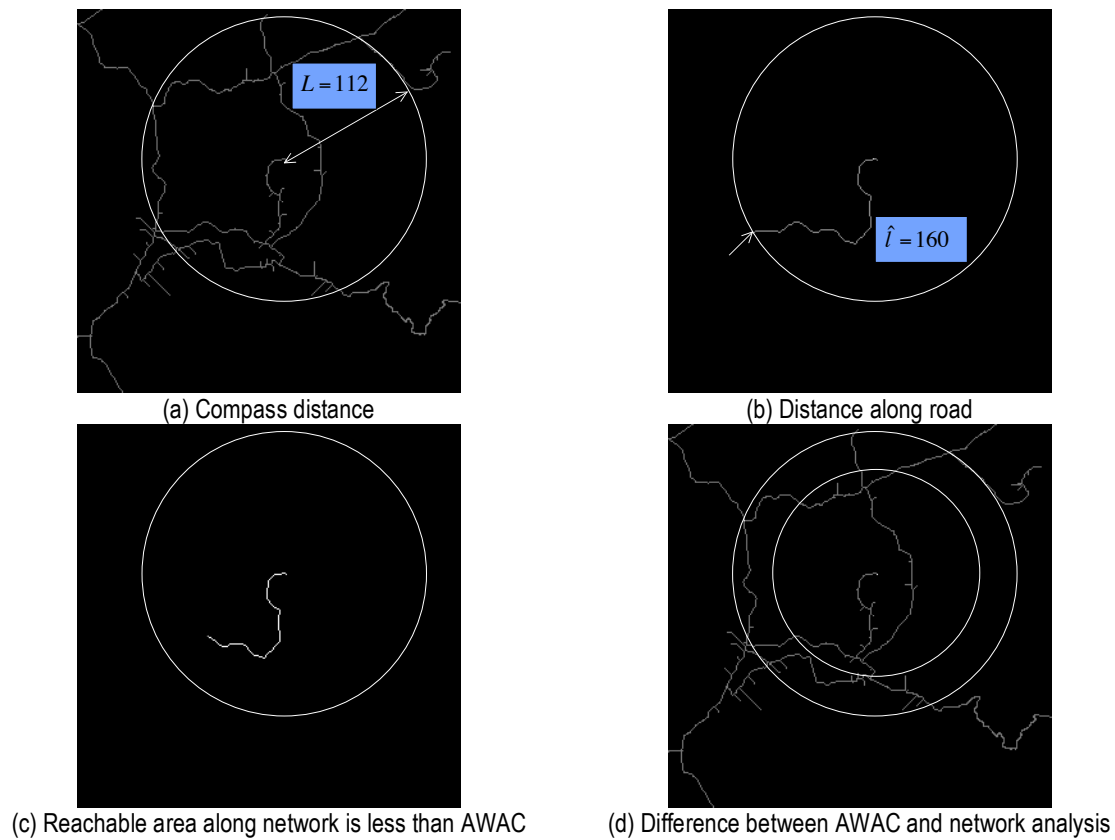 L = 112
l̂ = 160
(a) Compass distance
(b) Distance along road
(c) Reachable area along network is less than AWAC
(d) Difference between AWAC and network analysis